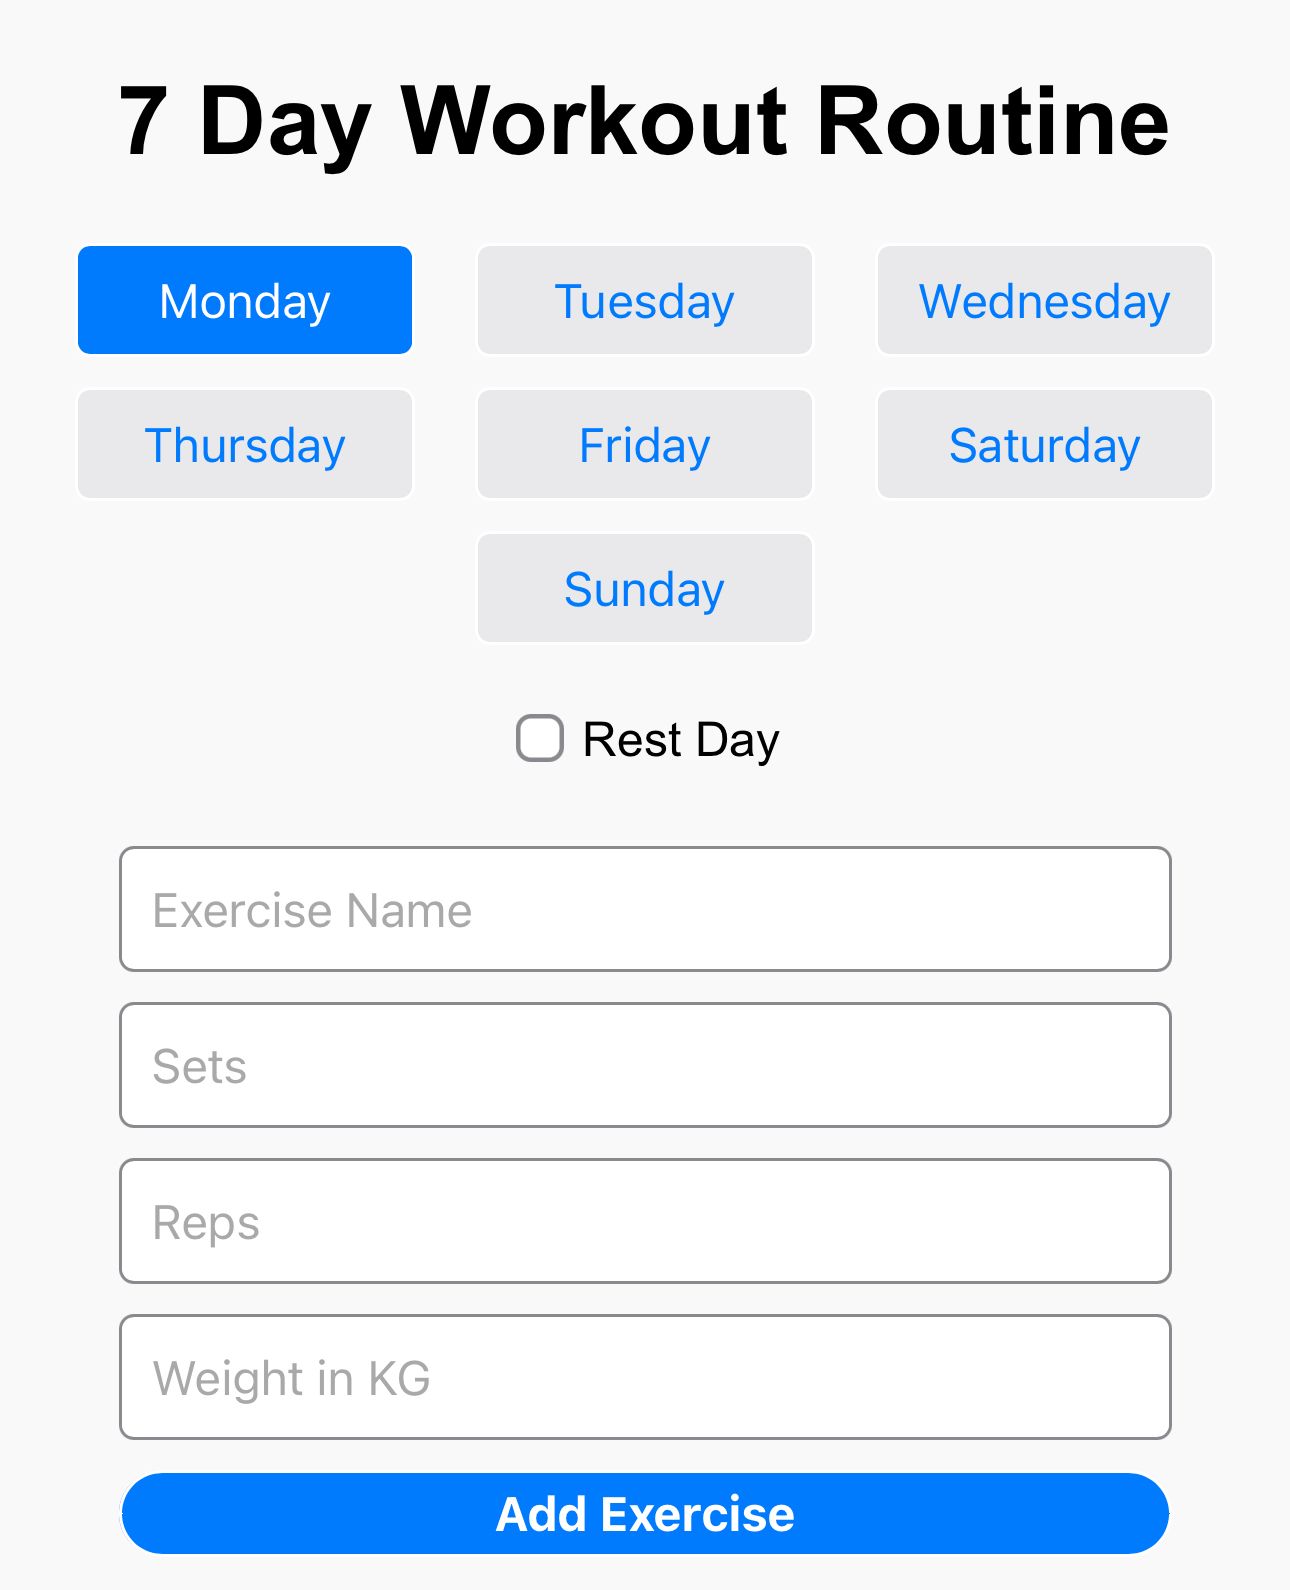 7 Day Workout Routine
Monday Tuesday Wednesday
Thursday Friday Saturday
Sunday
Rest Day
Exercise Name
Sets
Reps
Weight in KG
Add Exercise